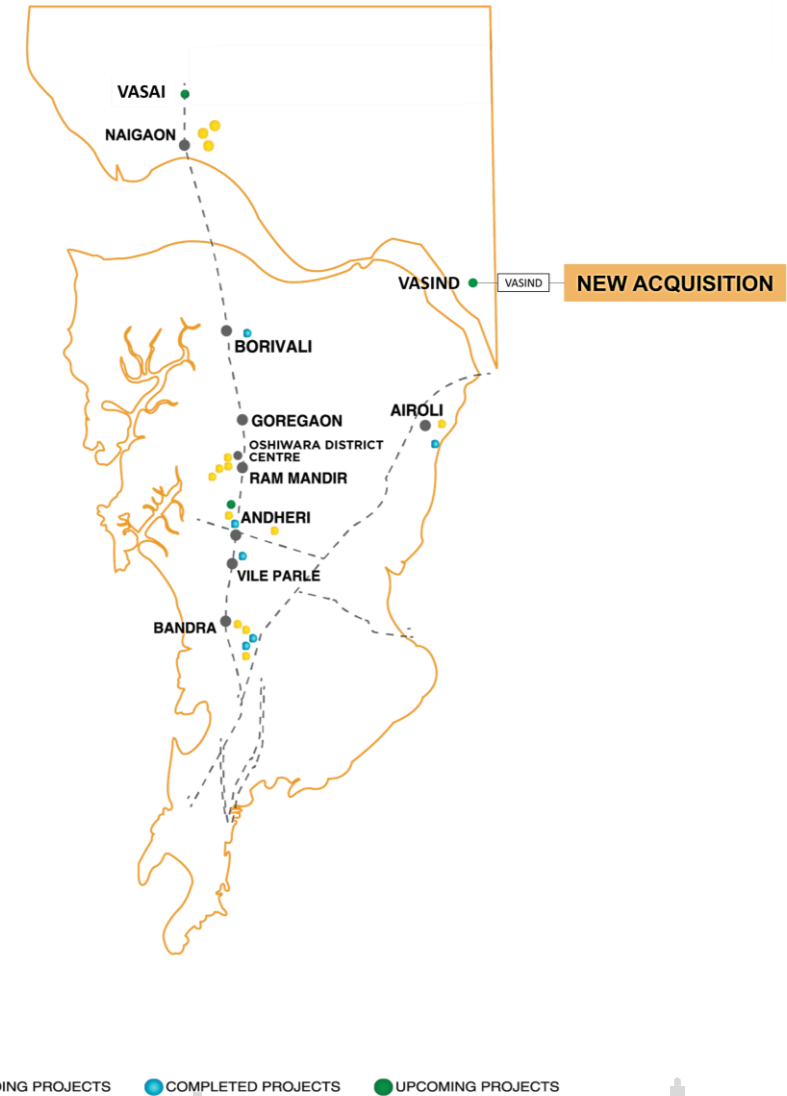 VASAI
NAIGAON
VASIND
VASIND
NEW ACQUISITION
BORIVALI
AIROLI
GOREGAON
OSHIWARA DISTRICT
CENTRE
RAM MANDIR
ANDHERI
VILE PARLE
BANDRA
PROJECTS
COMPLETED PROJECTS
UPCOMING PROJECTS